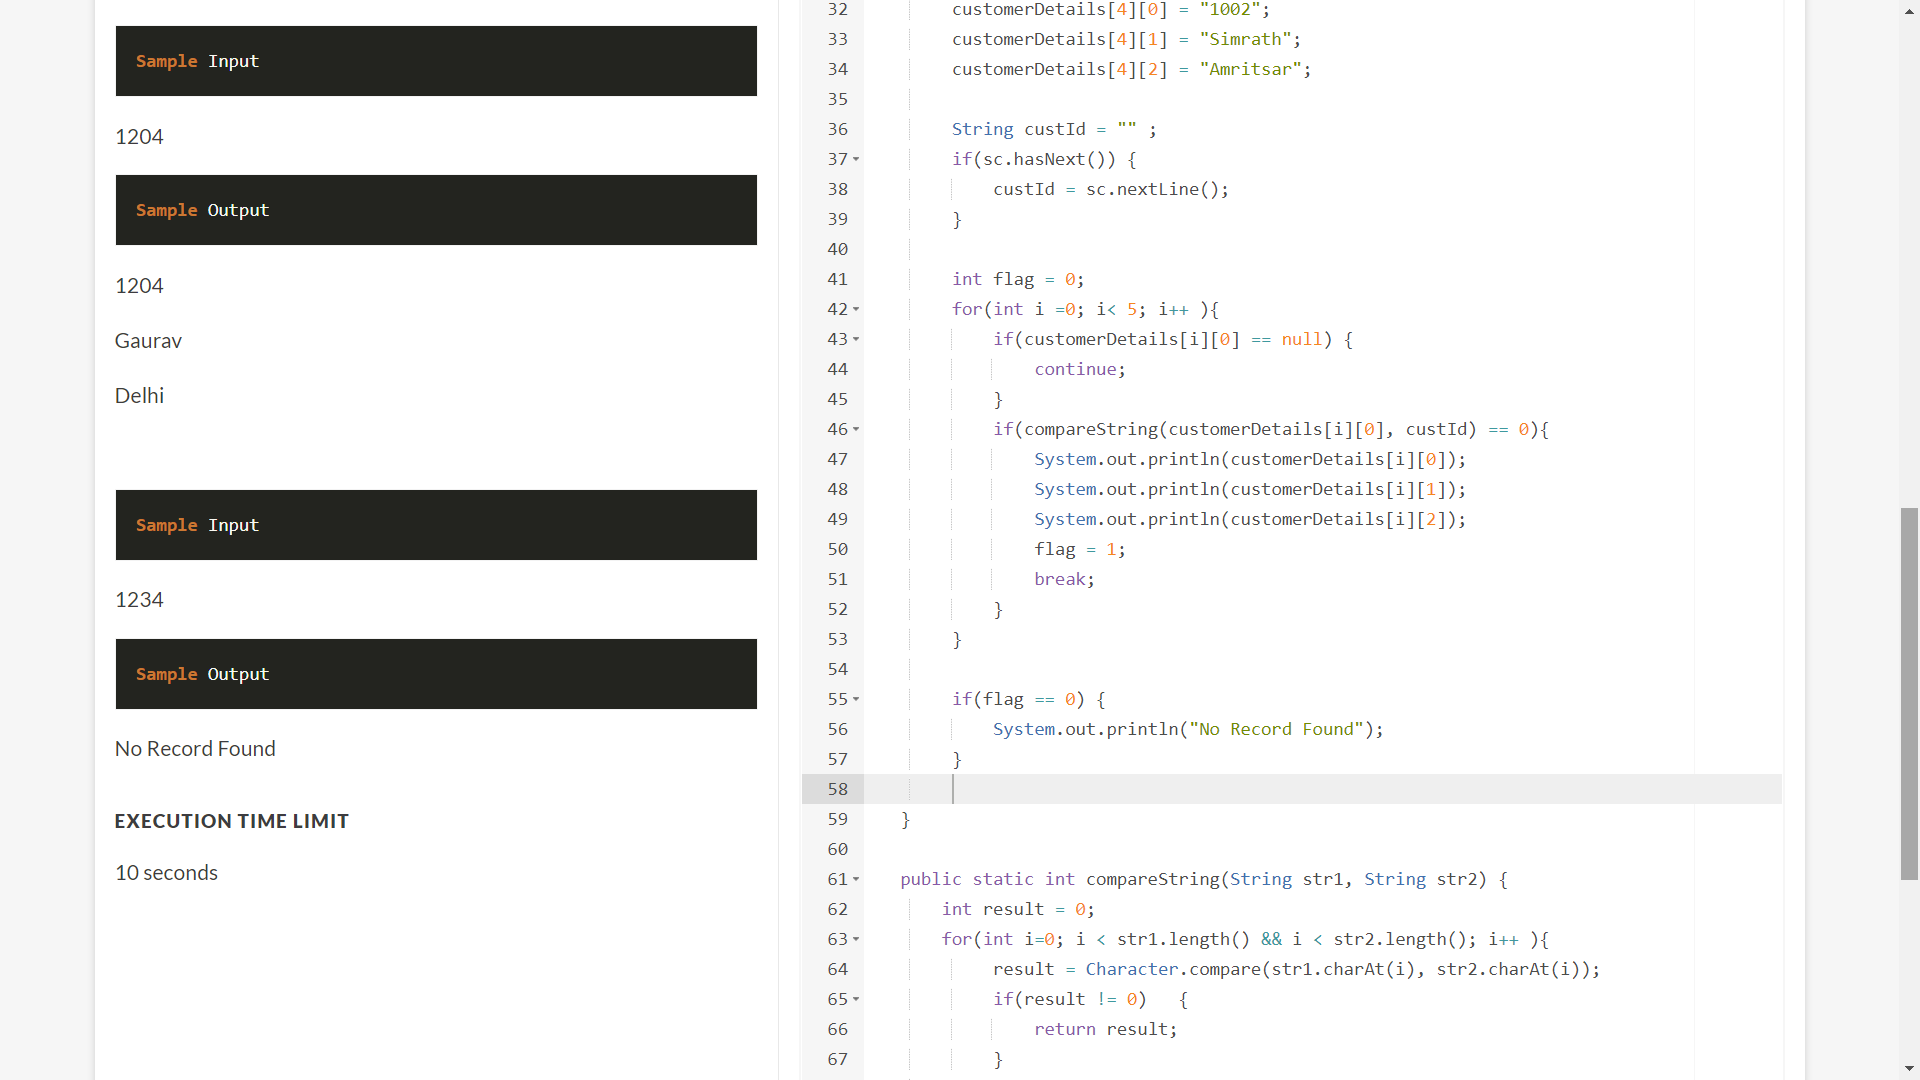 Sample Input
1204
Sample Output
1204
Gaurav
Delhi
Sample Input
1234
Sample Output
No Record Found
EXECUTION TIME LIMIT
10 seconds
32 customerDetails[4][0] = "1002";
33 customerDetails[4][1] = "Simrath";
34 customerDetails[4][2] = "Amritsar";
35
36 String custId = "" ;
37 if(sc.hasNext()) {
38 custId = sc.nextLine();
39 }
40
41 int flag = 0;
42 for(int i =0; i< 5; i++ ){
43 if(customerDetails[i][0] == null) {
44 continue;
45 }
46 if(compareString(customerDetails[i][0], custId) == 0){
47 System.out.println(customerDetails[i][0]);
48 System.out.println(customerDetails[i][1]);
49 System.out.println(customerDetails[i][2]);
50 flag = 1;
51 break;
52 }
53 }
54
55 if(flag == 0) {
56 System.out.println("No Record Found");
57 }
58
59 }
60
61 public static int compareString(String str1, String str2) {
62 int result = 0;
63 for(int i=0; i < str1.length() && i < str2.length(); i++ ){
64 result = Character.compare(str1.charAt(i), str2.charAt(i));
65 if(result != 0) {
66 return result;
67 }